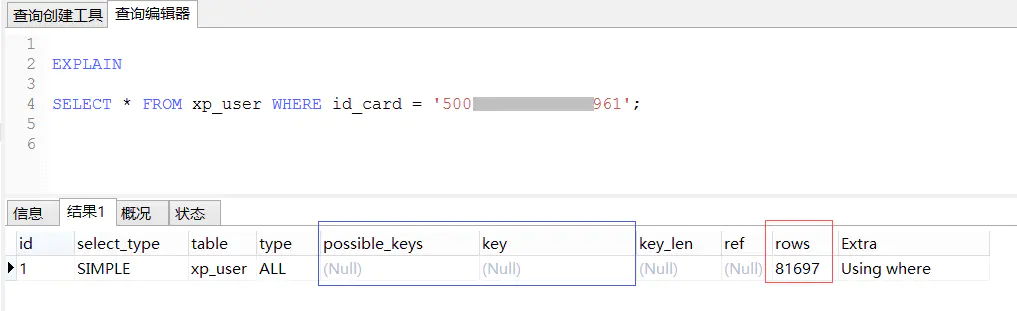 查询创建工具 查询编辑器
1
2 EXPLAIN
3
4 SELECT * FROM xp_user WHERE id_card = '500 961';
5
6
信息 结果1 概况 状态
id select_type table type possible_keys key key_len ref rows Extra
1 SIMPLE xp_user ALL (Null) (Null) (Null) (Null) 81697 Using where